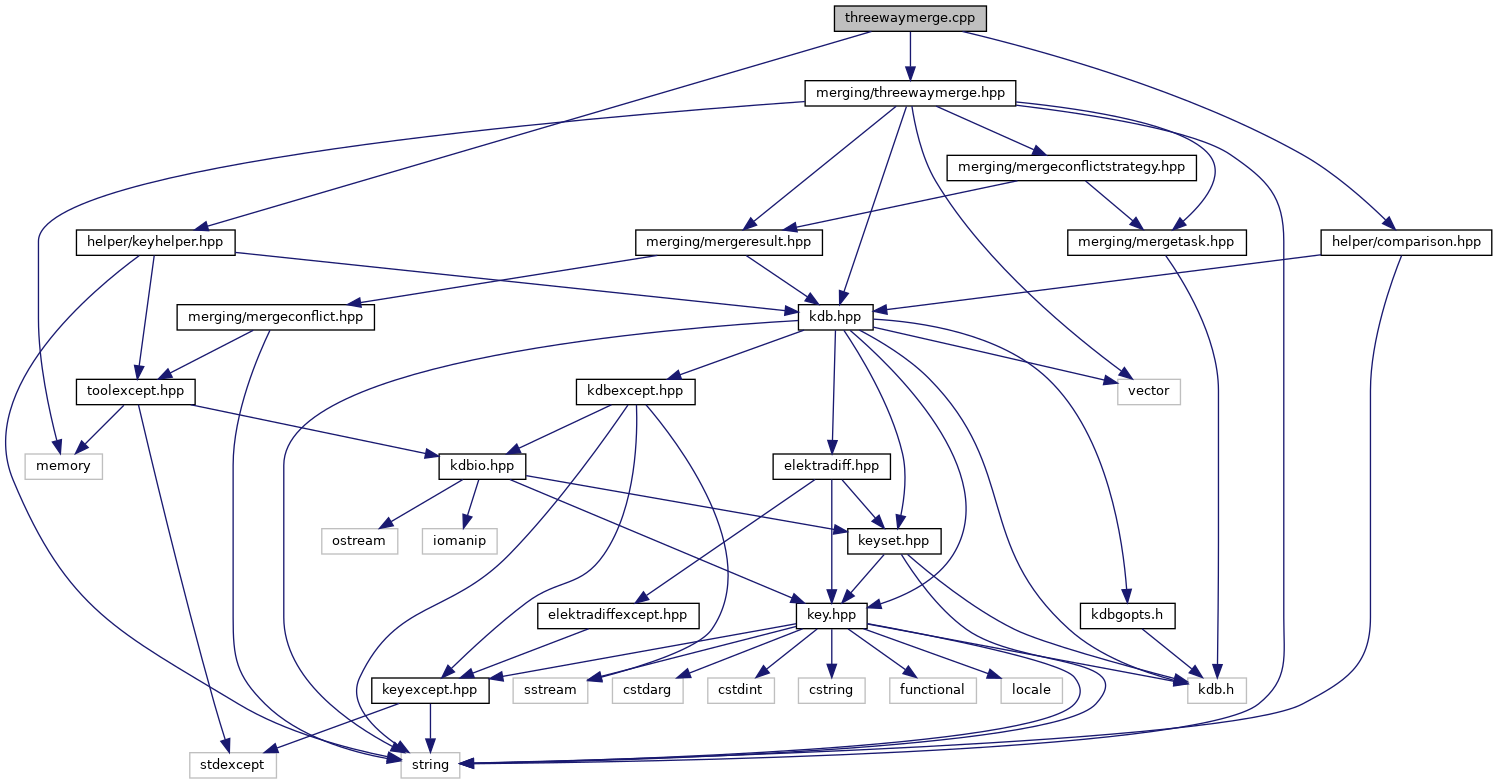 threewaymerge.cpp
merging/threewaymerge.hpp
merging/mergeconflictstrategy.hpp
helper/keyhelper.hpp
merging/mergeresult.hpp
merging/mergetask.hpp
helper/comparison.hpp
merging/mergeconflict.hpp
kdb.hpp
toolexcept.hpp
kdbexcept.hpp
vector
memory
kdbio.hpp
elektradiff.hpp
ostream
iomanip
keyset.hpp
elektradiffexcept.hpp
key.hpp
kdbgopts.h
keyexcept.hpp
sstream
cstdarg
cstdint
cstring
functional
locale
kdb.h
stdexcept
string